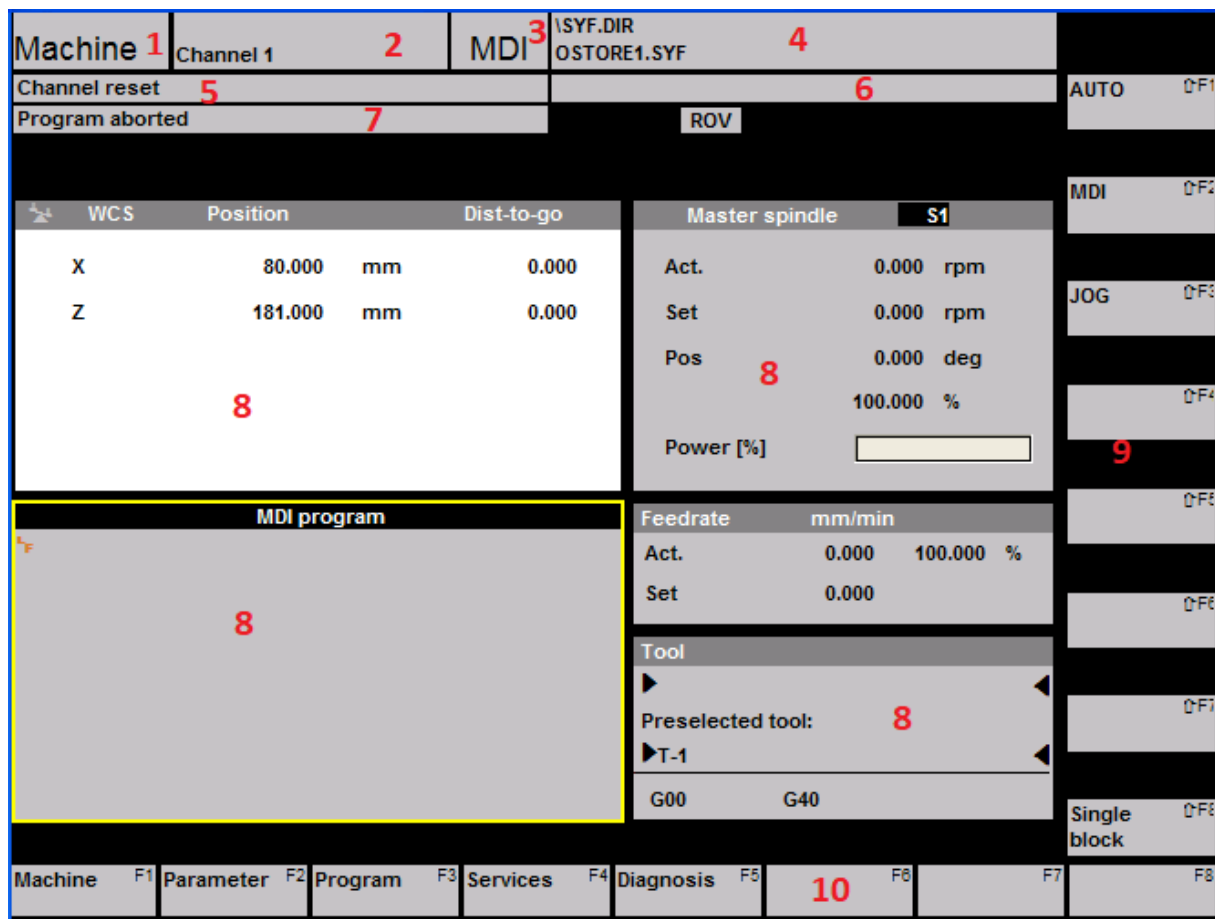 Machine 1 Channel 1 2 MDI 3 \SYF.DIR 4
OSTORE1.SYF
Channel reset 5 6
AUTO ⇧F1
Program aborted 7 ROV
MDI ⇧F2
WCS Position Dist-to-go
X 80.000 mm 0.000
Z 181.000 mm 0.000
8
Master spindle S1
Act. 0.000 rpm
Set 0.000 rpm
Pos 0.000 deg
8
100.000 %
Power [%]
JOG ⇧F3
⇧F4
9
⇧F5
⇧F6
⇧F7
Single ⇧F8
block
MDI program
LF
8
Feedrate mm/min
Act. 0.000 100.000 %
Set 0.000
Tool
Preselected tool: 8
T-1
G00 G40
Machine F1 Parameter F2 Program F3 Services F4 Diagnosis F5 10 F6 F7 F8